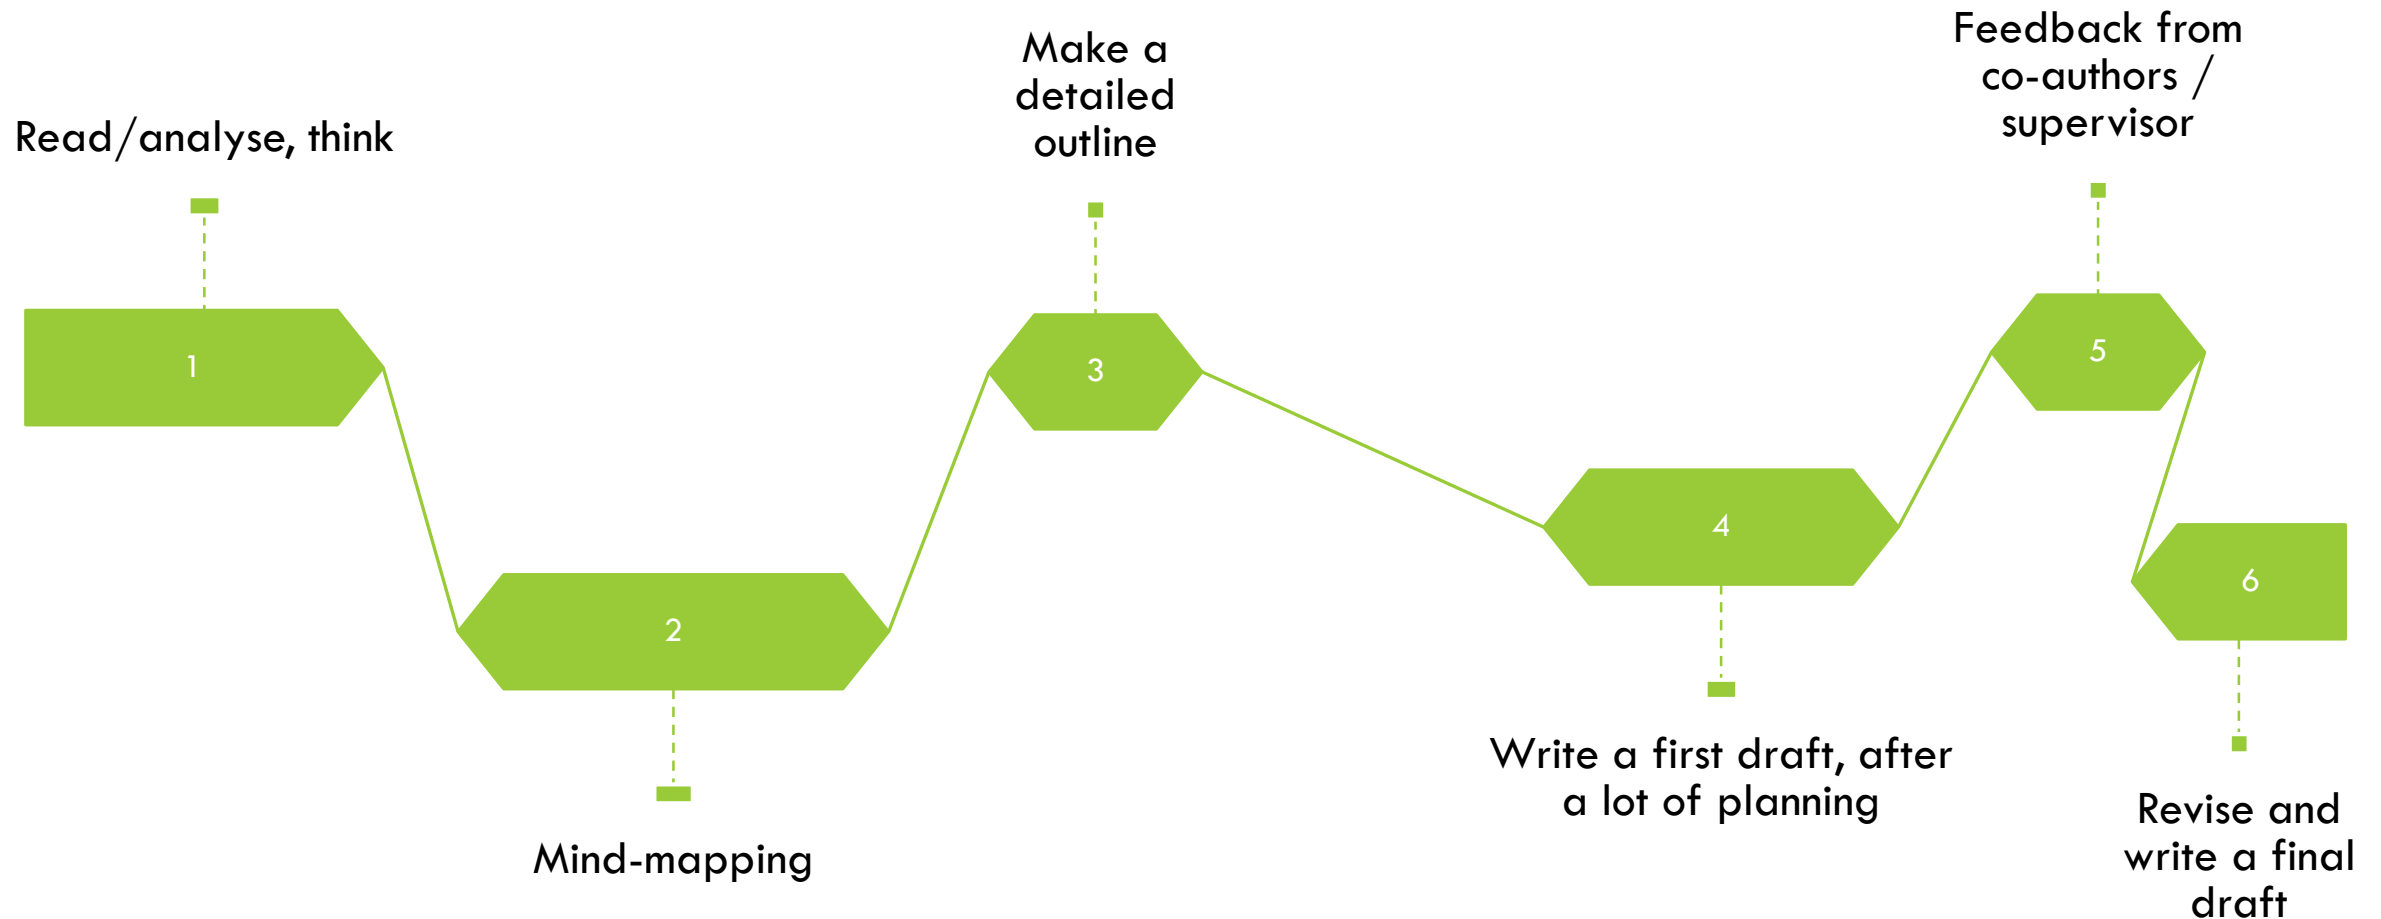 Read/analyse, think
1
2
Mind-mapping
Make a
detailed
outline
3
4
Write a first draft, after
a lot of planning
Feedback from
co-authors /
supervisor
5
6
Revise and
write a final
draft